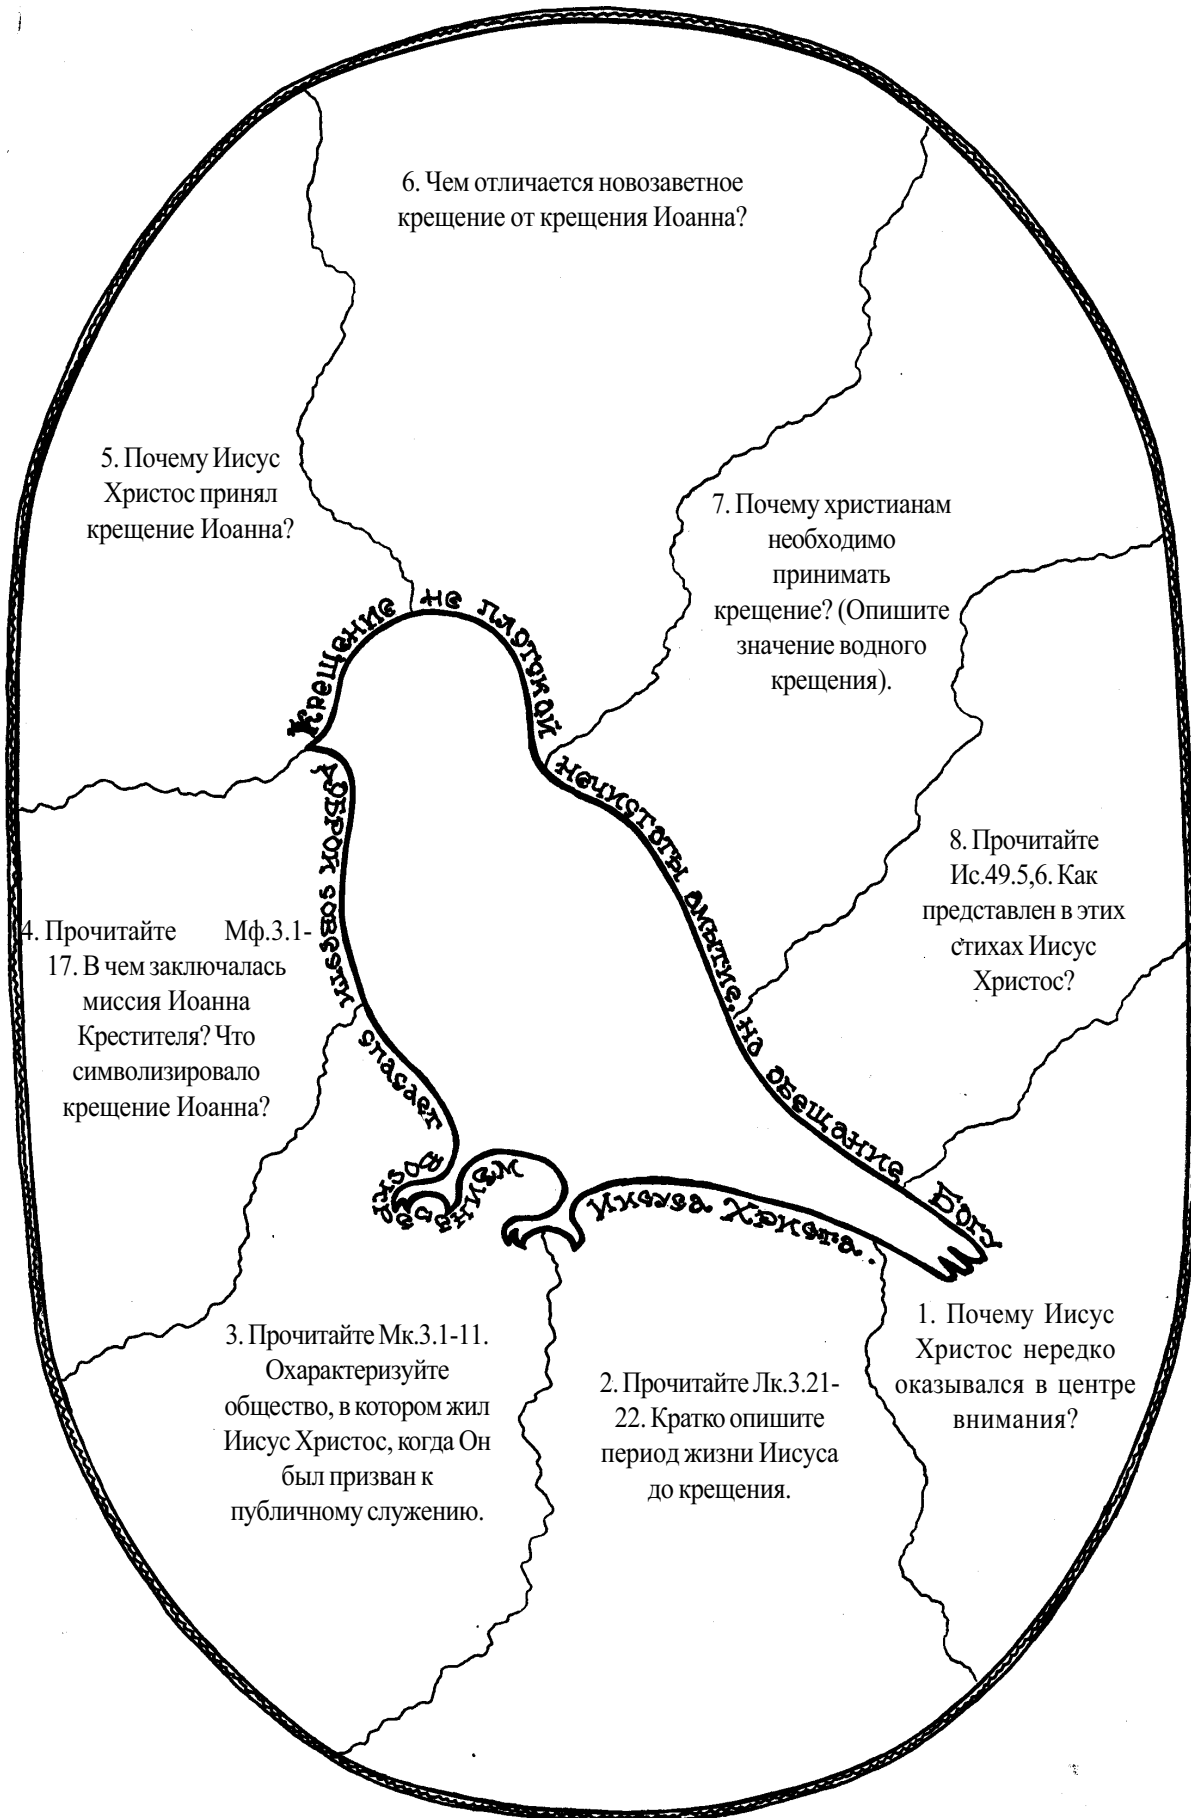 6. Чем отличается новозаветное
крещение от крещения Иоанна?
5. Почему Иисус
Христос принял
крещение Иоанна?
7. Почему христианам
необходимо
принимать
крещение? (Опишите
значение водного
крещения).
8. Прочитайте
Ис.49.5,6. Как
представлен в этих
стихах Иисус
Христос?
4. Прочитайте Мф.3.1-
17. В чем заключалась
миссия Иоанна
Крестителя? Что
символизировало
крещение Иоанна?
3. Прочитайте Мк.3.1-11.
Охарактеризуйте
общество, в котором жил
Иисус Христос, когда Он
был призван к
публичному служению.
2. Прочитайте Лк.3.21-
22. Кратко опишите
период жизни Иисуса
до крещения.
1. Почему Иисус
Христос нередко
оказывался в центре
внимания?
Крещение не плотской нечистоты омытие, но обещание Богу
доброй совести спасает
воскресением
Иисуса Христа.